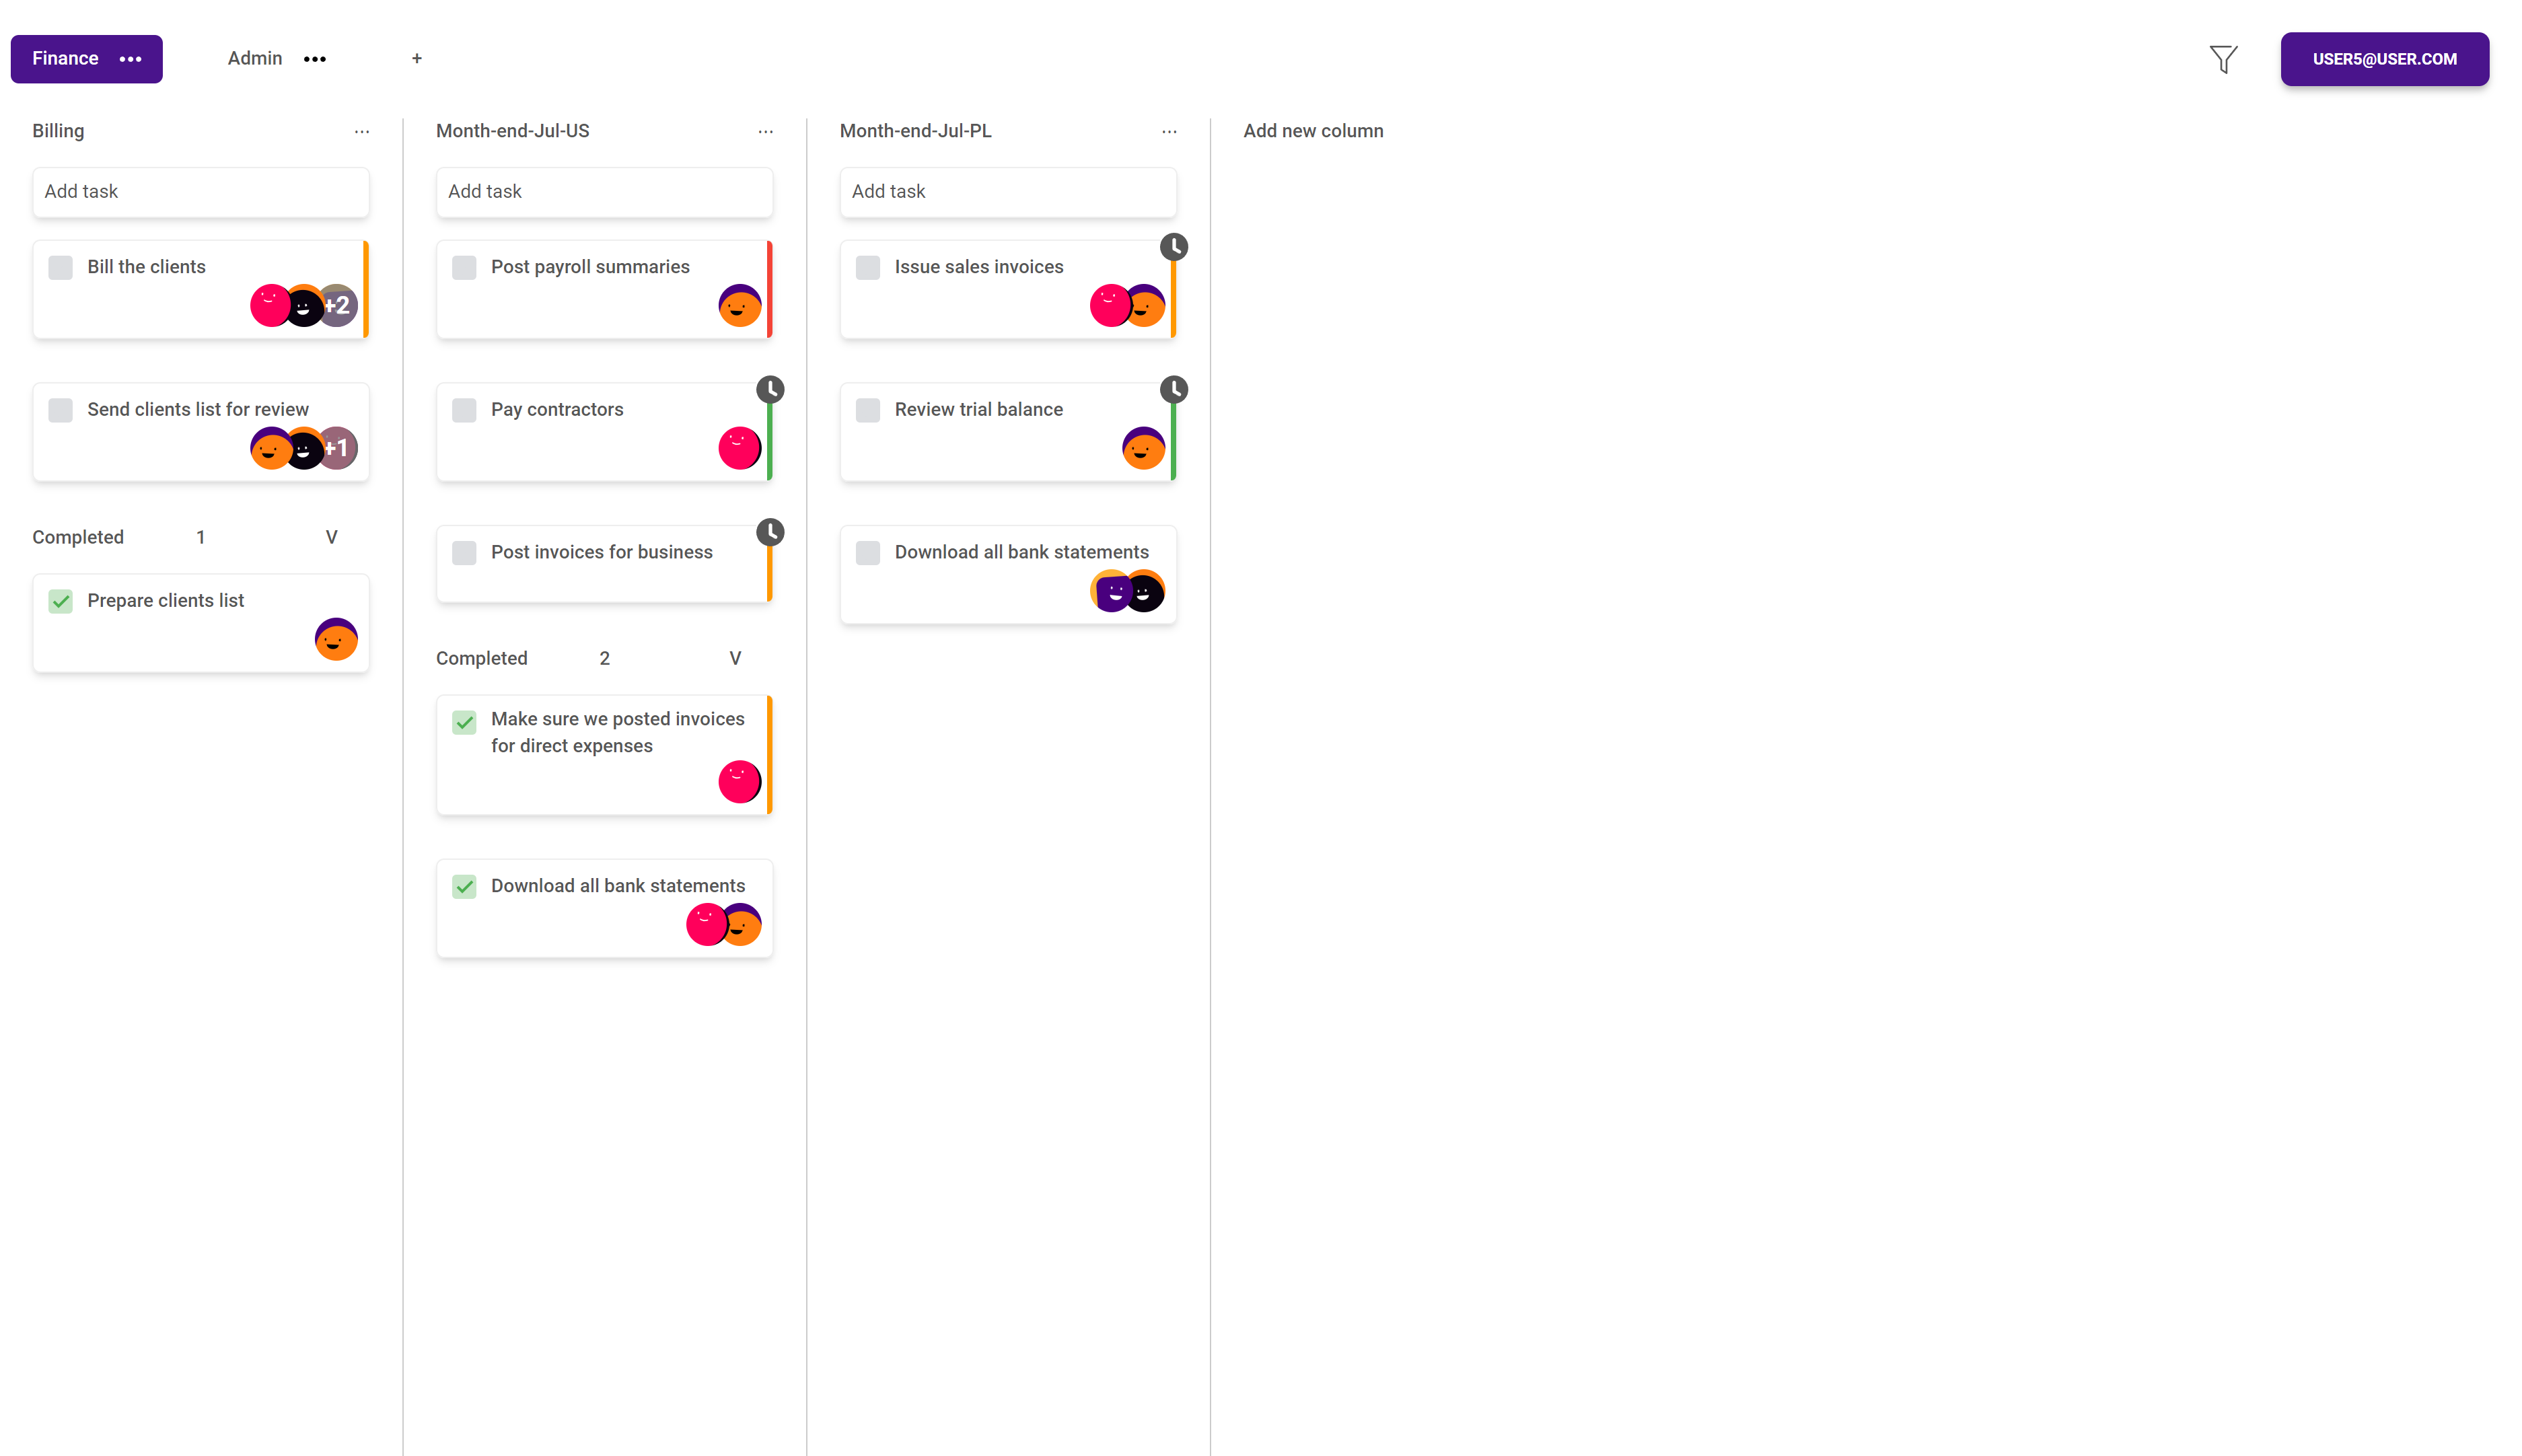 Finance •••
Admin •••
+
USER5@USER.COM
Billing ...
Add task
Bill the clients
+2
Send clients list for review
+1
Completed 1 V
Prepare clients list
Month-end-Jul-US ...
Add task
Post payroll summaries
Pay contractors
Post invoices for business
Completed 2 V
Make sure we posted invoices
for direct expenses
Download all bank statements
Month-end-Jul-PL ...
Add task
Issue sales invoices
Review trial balance
Download all bank statements
Add new column